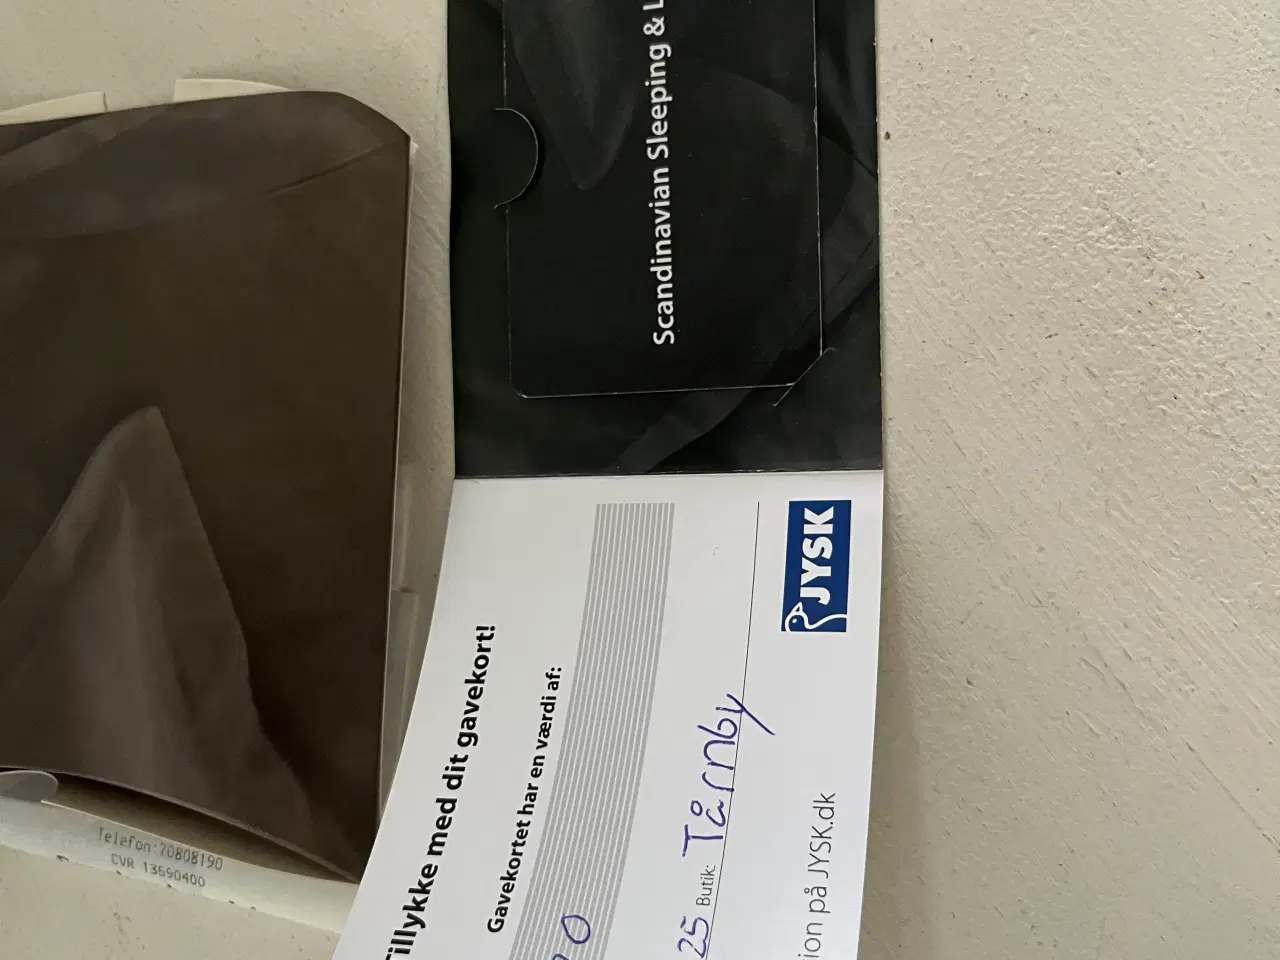 Scandinavian Sleeping & L
Tillykke med dit gavekort!
Gavekortet har en værdi af:
0
25 Butik: Tårnby
ion på JYSK.dk
JYSK
Telefon:70808190
CVR 13590400